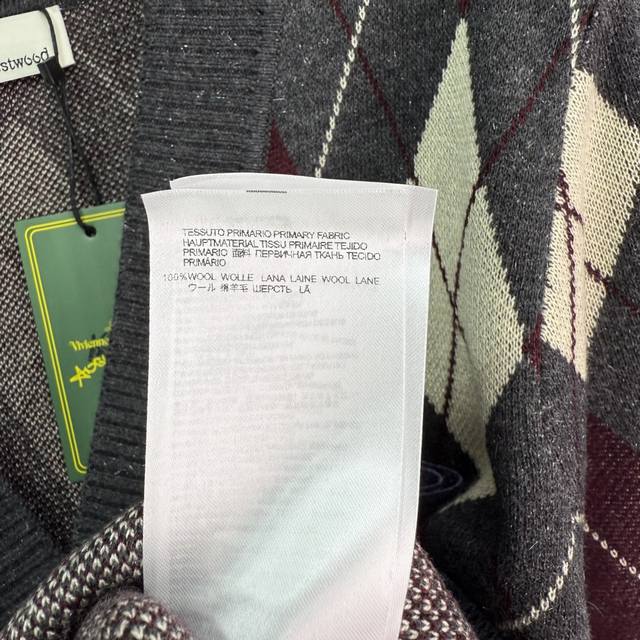 stwood
TESSUTO PRIMARIO PRIMARY FABRIC
HAUPTMATERIAL TISSU PRIMAIRE TEJIDO
PRIMARIO 面料 ПЕРВИЧНАЯ ТКАНЬ TECIDO
PRIMÁRIO
100%WOOL WOLLE LANA LAINE WOOL LANE
ウール 绵羊毛 ШЕРСТЬ LÃ
Vivienne